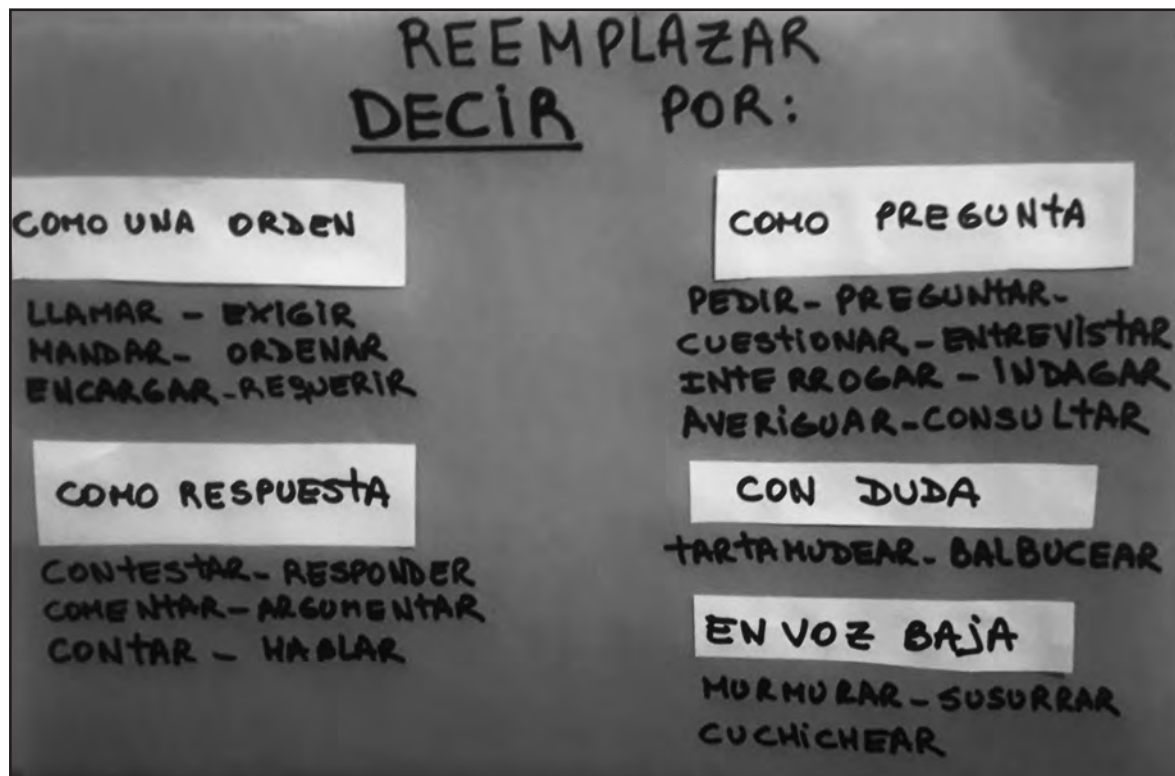 REEMPLAZAR
DECIR POR:
COMO UNA ORDEN
LLAMAR - EXIGIR
MANDAR - ORDENAR
ENCARGAR - REQUERIR
COMO RESPUESTA
CONTESTAR - RESPONDER
COMENTAR - ARGUMENTAR
CONTAR - HABLAR
COMO PREGUNTA
PEDIR - PREGUNTAR -
CUESTIONAR - ENTREVISTAR
INTERROGAR - INDAGAR
AVERIGUAR - CONSULTAR
CON DUDA
TARTAMUDEAR - BALBUCEAR
EN VOZ BAJA
MURMURAR - SUSURRAR
CUCHICHEAR